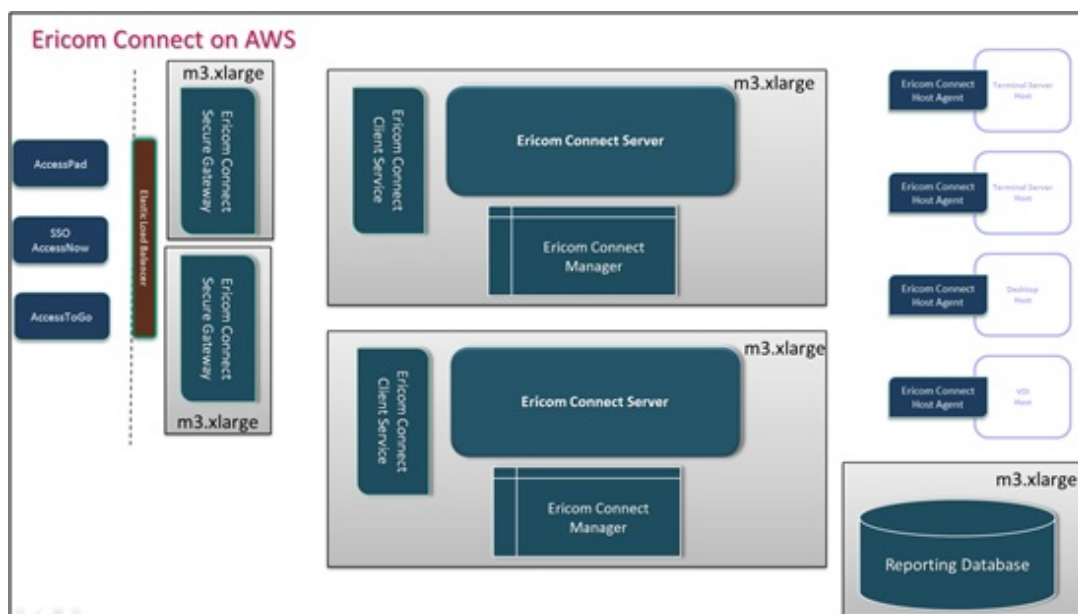 Ericom Connect on AWS
AccessPad
SSO
AccessNow
AccessToGo
Elastic Load Ballancer
m3.xlarge
Ericom Connect
Secure Gateway
Ericom Connect
Secure Gateway
m3.xlarge
m3.xlarge
Ericom Connect
Client Service
Ericom Connect Server
Ericom Connect
Manager
m3.xlarge
Ericom Connect
Client Service
Ericom Connect Server
Ericom Connect
Manager
Ericom Connect
Host Agent
Terminal Server
Host
Ericom Connect
Host Agent
Terminal Server
Host
Ericom Connect
Host Agent
Desktop
Host
Ericom Connect
Host Agent
VDI
Host
m3.xlarge
Reporting Database